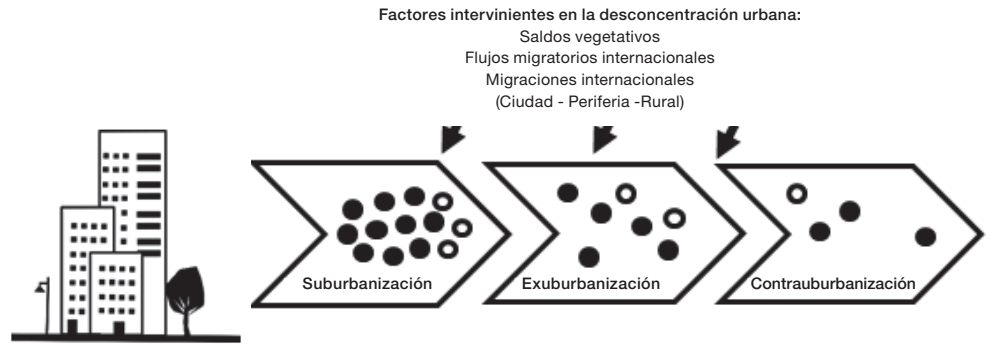 Factores intervinientes en la desconcentración urbana:
Saldos vegetativos
Flujos migratorios internacionales
Migraciones internacionales
(Ciudad - Periferia -Rural)
Suburbanización
Exuburbanización
Contrauburbanización